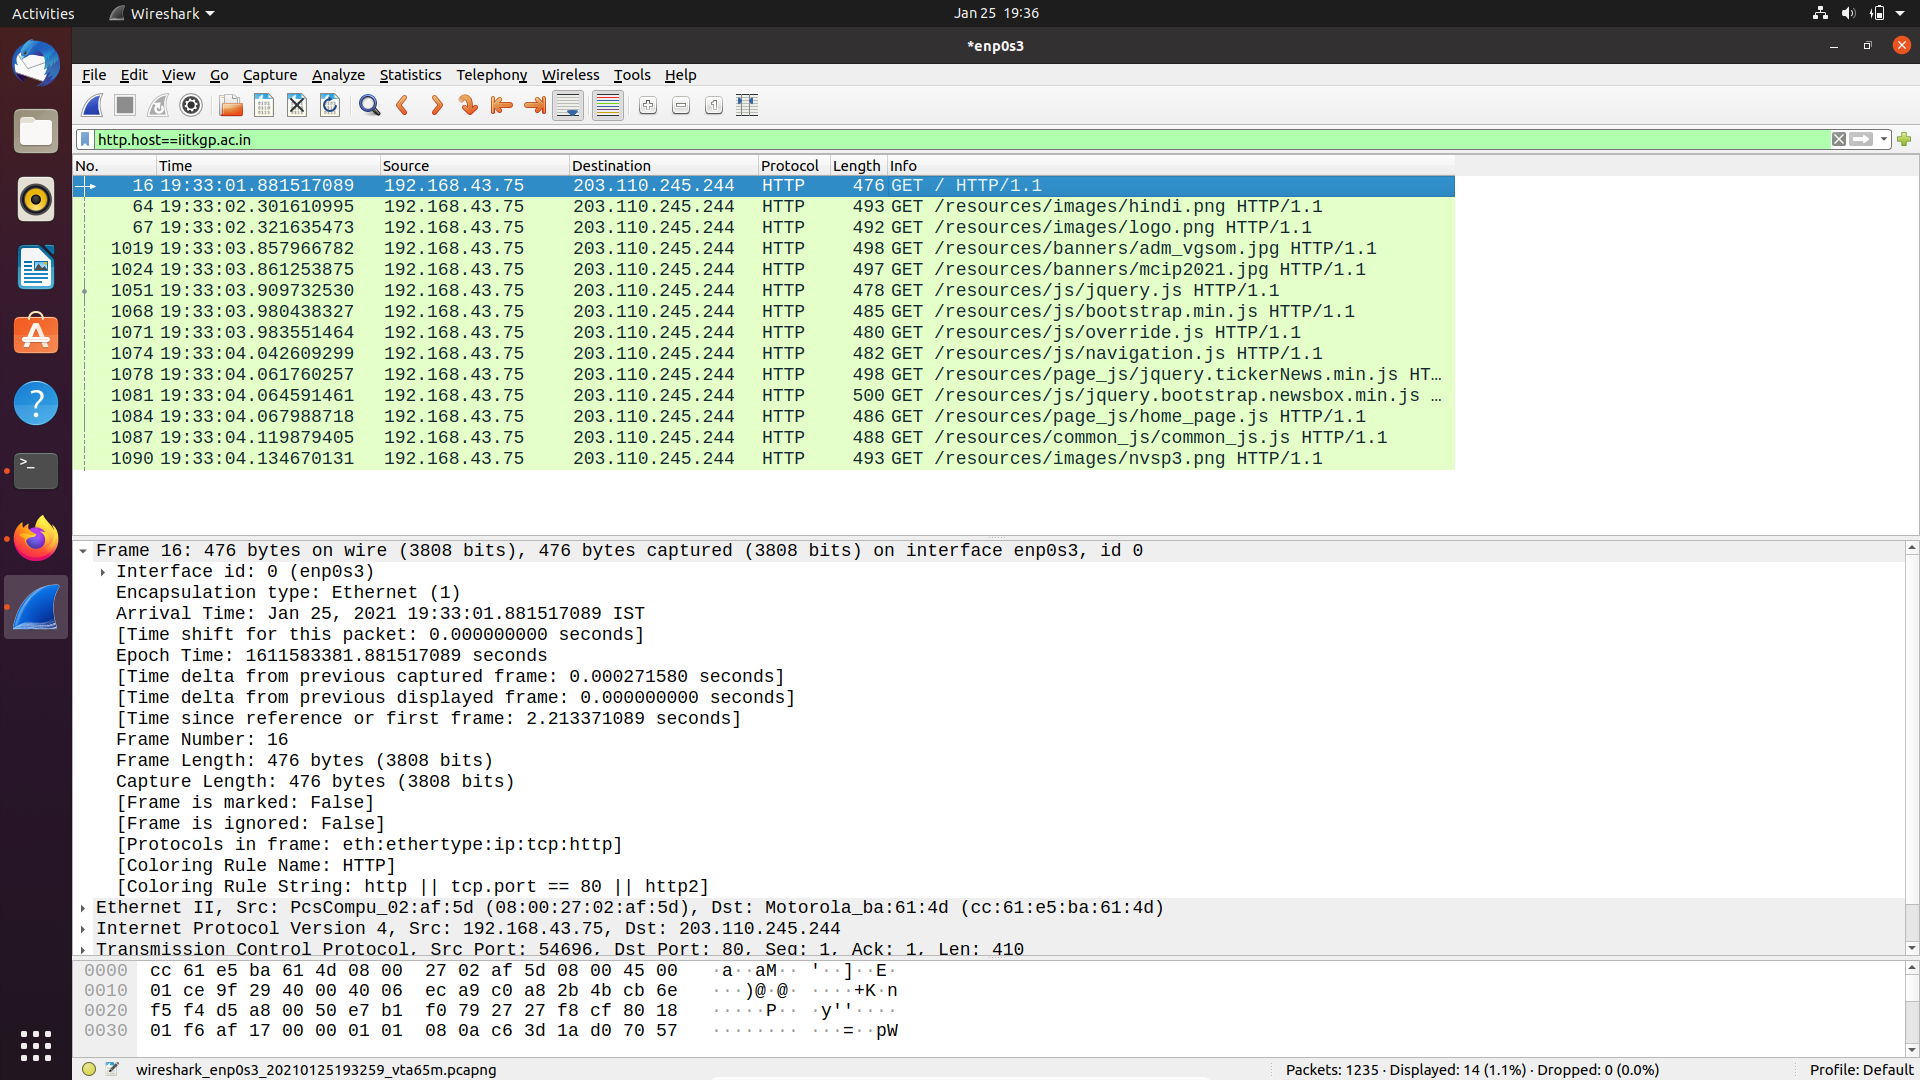 Activities Wireshark Jan 25 19:36
*enp0s3
File Edit View Go Capture Analyze Statistics Telephony Wireless Tools Help
http.host==iitkgp.ac.in
No. Time Source Destination Protocol Length Info
16 19:33:01.881517089 192.168.43.75 203.110.245.244 HTTP 476 GET / HTTP/1.1
64 19:33:02.301610995 192.168.43.75 203.110.245.244 HTTP 493 GET /resources/images/hindi.png HTTP/1.1
67 19:33:02.321635473 192.168.43.75 203.110.245.244 HTTP 492 GET /resources/images/logo.png HTTP/1.1
1019 19:33:03.857966782 192.168.43.75 203.110.245.244 HTTP 498 GET /resources/banners/adm_vgsom.jpg HTTP/1.1
1024 19:33:03.861253875 192.168.43.75 203.110.245.244 HTTP 497 GET /resources/banners/mcip2021.jpg HTTP/1.1
1051 19:33:03.909732530 192.168.43.75 203.110.245.244 HTTP 478 GET /resources/js/jquery.js HTTP/1.1
1068 19:33:03.980438327 192.168.43.75 203.110.245.244 HTTP 485 GET /resources/js/bootstrap.min.js HTTP/1.1
1071 19:33:03.983551464 192.168.43.75 203.110.245.244 HTTP 480 GET /resources/js/override.js HTTP/1.1
1074 19:33:04.042609299 192.168.43.75 203.110.245.244 HTTP 482 GET /resources/js/navigation.js HTTP/1.1
1078 19:33:04.061760257 192.168.43.75 203.110.245.244 HTTP 498 GET /resources/page_js/jquery.tickerNews.min.js HT…
1081 19:33:04.064591461 192.168.43.75 203.110.245.244 HTTP 500 GET /resources/js/jquery.bootstrap.newsbox.min.js …
1084 19:33:04.067988718 192.168.43.75 203.110.245.244 HTTP 486 GET /resources/page_js/home_page.js HTTP/1.1
1087 19:33:04.119879405 192.168.43.75 203.110.245.244 HTTP 488 GET /resources/common_js/common_js.js HTTP/1.1
1090 19:33:04.134670131 192.168.43.75 203.110.245.244 HTTP 493 GET /resources/images/nvsp3.png HTTP/1.1
Frame 16: 476 bytes on wire (3808 bits), 476 bytes captured (3808 bits) on interface enp0s3, id 0
Interface id: 0 (enp0s3)
Encapsulation type: Ethernet (1)
Arrival Time: Jan 25, 2021 19:33:01.881517089 IST
[Time shift for this packet: 0.000000000 seconds]
Epoch Time: 1611583381.881517089 seconds
[Time delta from previous captured frame: 0.000271580 seconds]
[Time delta from previous displayed frame: 0.000000000 seconds]
[Time since reference or first frame: 2.213371089 seconds]
Frame Number: 16
Frame Length: 476 bytes (3808 bits)
Capture Length: 476 bytes (3808 bits)
[Frame is marked: False]
[Frame is ignored: False]
[Protocols in frame: eth:ethertype:ip:tcp:http]
[Coloring Rule Name: HTTP]
[Coloring Rule String: http || tcp.port == 80 || http2]
Ethernet II, Src: PcsCompu_02:af:5d (08:00:27:02:af:5d), Dst: Motorola_ba:61:4d (cc:61:e5:ba:61:4d)
Internet Protocol Version 4, Src: 192.168.43.75, Dst: 203.110.245.244
Transmission Control Protocol, Src Port: 54696, Dst Port: 80, Seq: 1, Ack: 1, Len: 410
0000 cc 61 e5 ba 61 4d 08 00 27 02 af 5d 08 00 45 00 ·a··aM·· '··]··E·
0010 01 ce 9f 29 40 00 40 06 ec a9 c0 a8 2b 4b cb 6e ···)@·@· ····+K·n
0020 f5 f4 d5 a8 00 50 e7 b1 f0 79 27 27 f8 cf 80 18 ·····P·· ·y''····
0030 01 f6 af 17 00 00 01 01 08 0a c6 3d 1a d0 70 57 ········ ···=··pW
wireshark_enp0s3_20210125193259_vta65m.pcapng Packets: 1235 · Displayed: 14 (1.1%) · Dropped: 0 (0.0%) Profile: Default